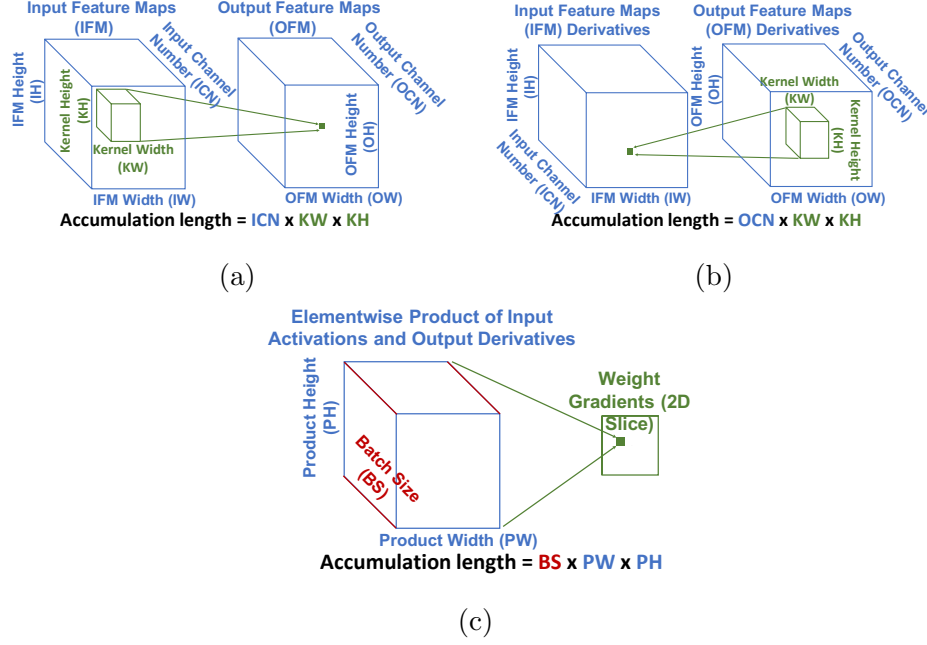 Input Feature Maps
(IFM)
Input Channel
Number (ICN)
IFM Height
(IH)
Kernel Height
(KH)
Kernel Width
(KW)
IFM Width (IW)
Output Feature Maps
(OFM)
Output Channel
Number (OCN)
OFM Height
(OH)
OFM Width (OW)
Accumulation length = ICN x KW x KH
(a)
Input Feature Maps
(IFM) Derivatives
IFM Height
(IH)
Input Channel
Number (ICN)
IFM Width (IW)
Output Feature Maps
(OFM) Derivatives
Output Channel
Number (OCN)
OFM Height
(OH)
Kernel Width
(KW)
Kernel Height
(KH)
OFM Width (OW)
Accumulation length = OCN x KW x KH
(b)
Elementwise Product of Input
Activations and Output Derivatives
Product Height
(PH)
Batch Size
(BS)
Product Width (PW)
Weight
Gradients (2D
Slice)
Accumulation length = BS x PW x PH
(c)